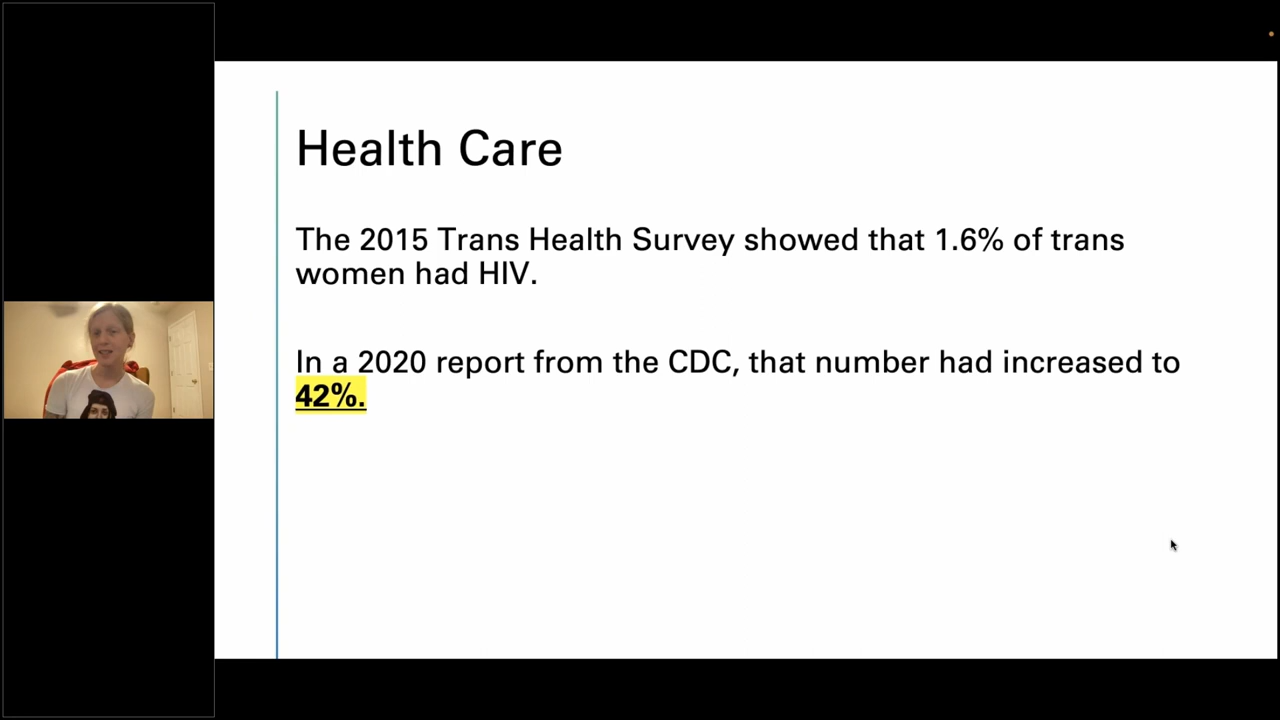 Health Care
The 2015 Trans Health Survey showed that 1.6% of trans
women had HIV.
In a 2020 report from the CDC, that number had increased to
42%.